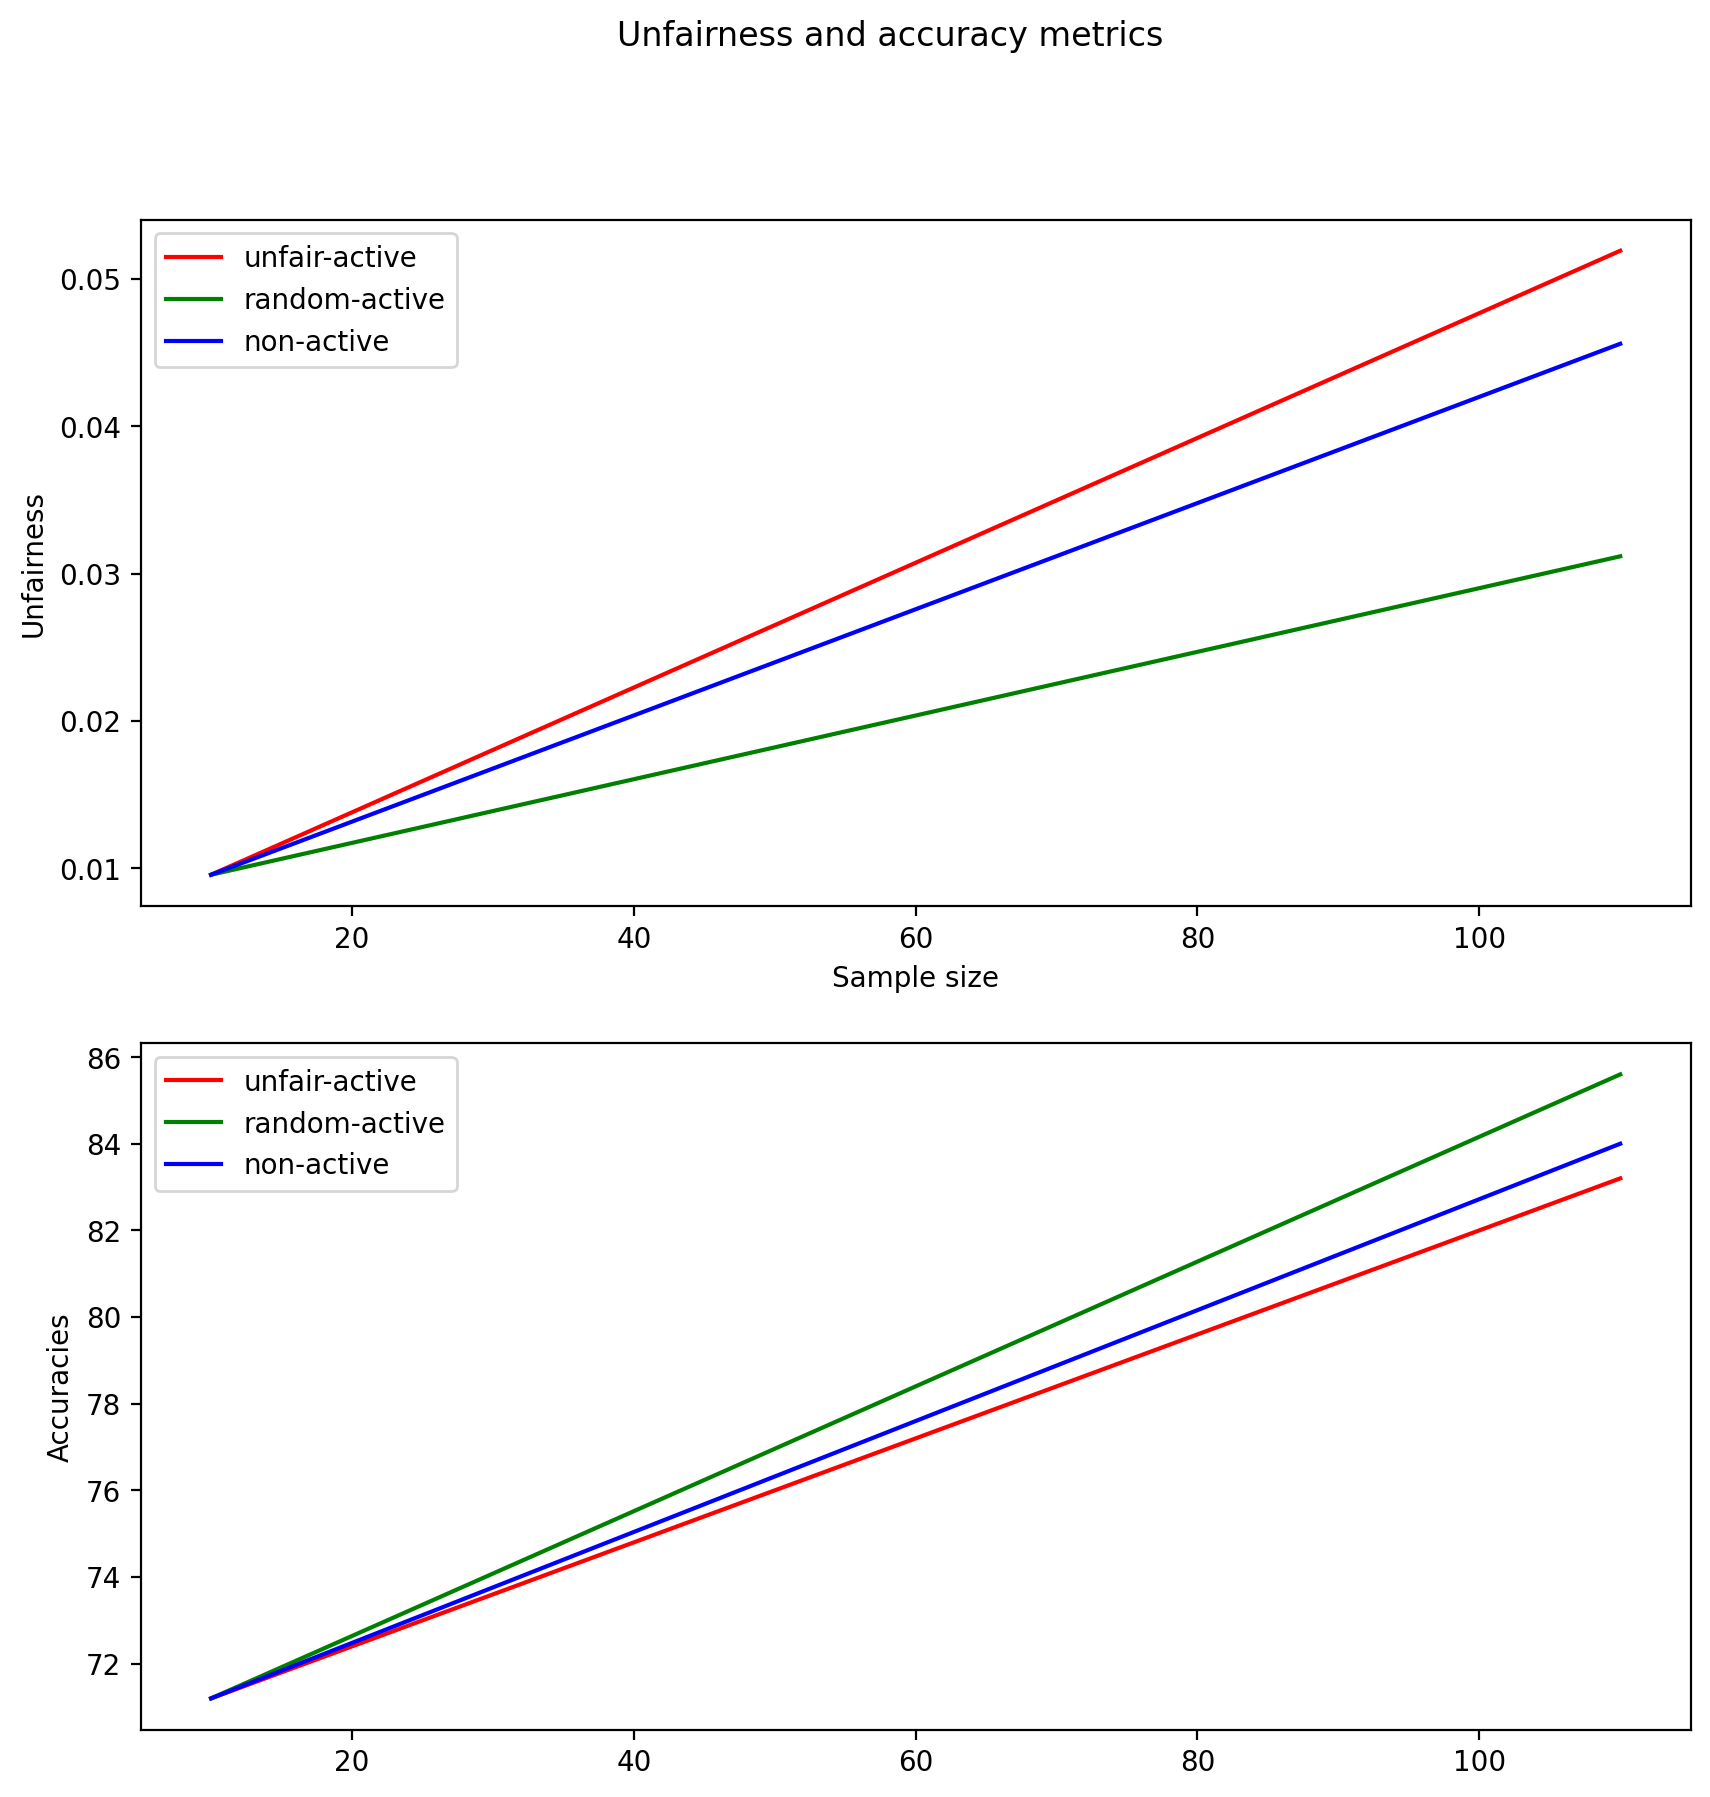 Unfairness and accuracy metrics
unfair-active
random-active
non-active
0.05
0.04
0.03
0.02
0.01
Unfairness
20 40 60 80 100
Sample size
unfair-active
random-active
non-active
86
84
82
80
78
76
74
72
Accuracies
20 40 60 80 100